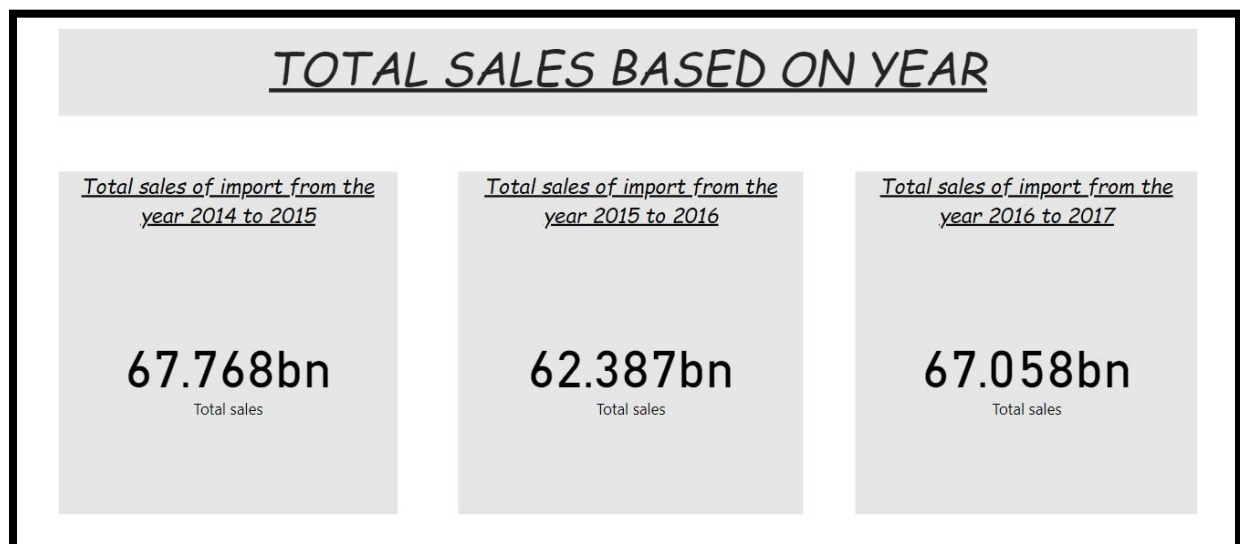 TOTAL SALES BASED ON YEAR
Total sales of import from the
year 2014 to 2015
67.768bn
Total sales
Total sales of import from the
year 2015 to 2016
62.387bn
Total sales
Total sales of import from the
year 2016 to 2017
67.058bn
Total sales